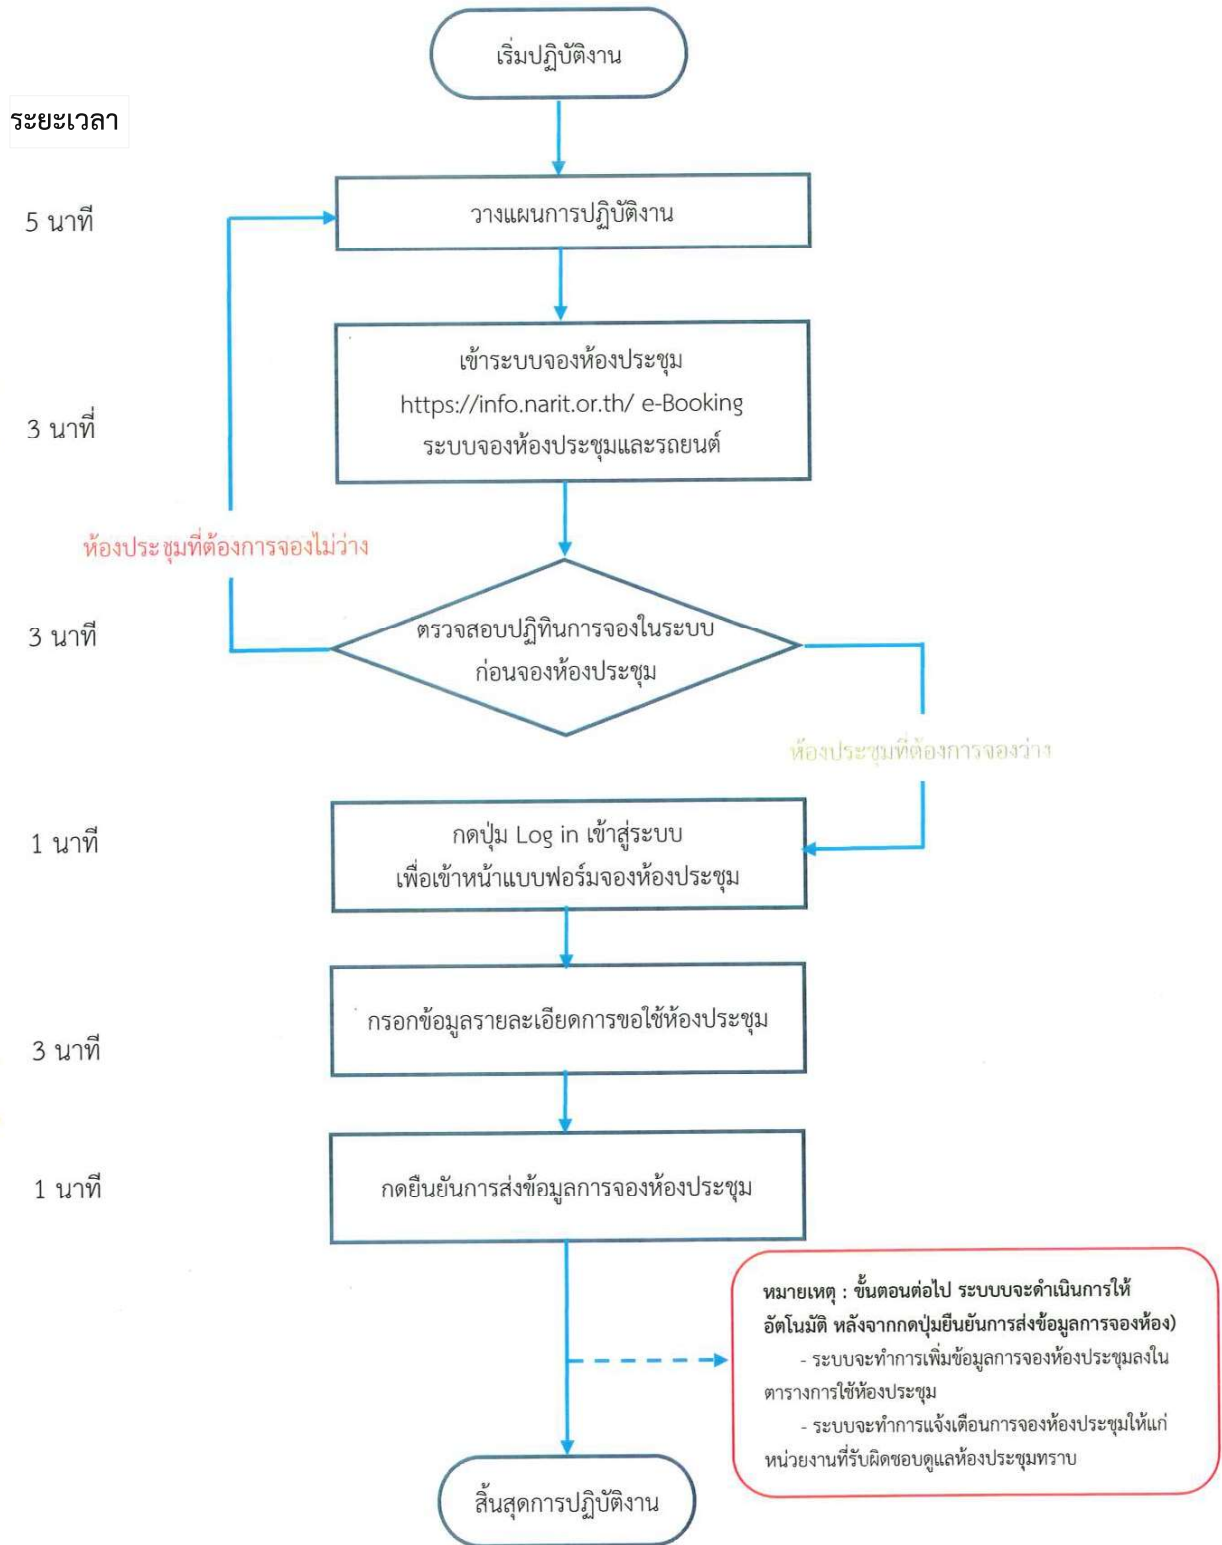 เริ่มปฏิบัติงาน
ระยะเวลา
5 นาที
วางแผนการปฏิบัติงาน
3 นาที่
เข้าระบบจองห้องประชุม
https://info.narit.or.th/ e-Booking
ระบบจองห้องประชุมและรถยนต์
ห้องประชุมที่ต้องการจองไม่ว่าง
3 นาที
ตรวจสอบปฏิทินการจองในระบบ
ก่อนจองห้องประชุม
ห้องประชุมที่ต้องการจองว่าง
1 นาที
กดปุ่ม Log in เข้าสู่ระบบ
เพื่อเข้าหน้าแบบฟอร์มจองห้องประชุม
3 นาที
กรอกข้อมูลรายละเอียดการขอใช้ห้องประชุม
1 นาที
กดยืนยันการส่งข้อมูลการจองห้องประชุม
หมายเหตุ : ขั้นตอนต่อไป ระบบบจะดำเนินการให้
อัตโนมัติ หลังจากกดปุ่มยืนยันการส่งข้อมูลการจองห้อง)
- ระบบจะทำการเพิ่มข้อมูลการจองห้องประชุมลงใน
ตารางการใช้ห้องประชุม
- ระบบจะทำการแจ้งเตือนการจองห้องประชุมให้แก่
หน่วยงานที่รับผิดชอบดูแลห้องประชุมทราบ
สิ้นสุดการปฏิบัติงาน